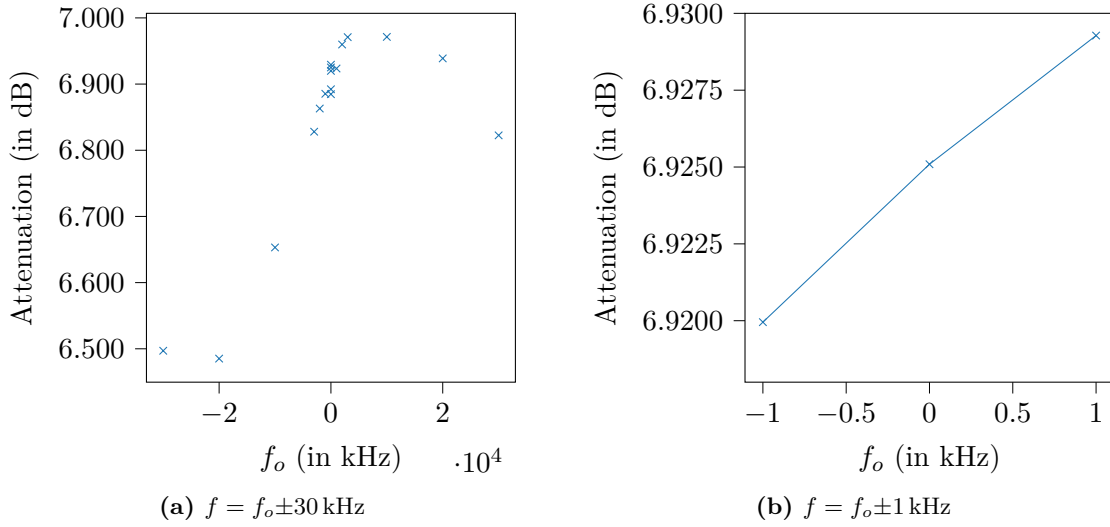 7.000
6.900
6.800
6.700
6.600
6.500
Attenuation (in dB)
−2 0 2
f_o (in kHz) ·10^4
(a) f = f_o±30 kHz
6.9300
6.9275
6.9250
6.9225
6.9200
Attenuation (in dB)
−1 −0.5 0 0.5 1
f_o (in kHz)
(b) f = f_o±1 kHz